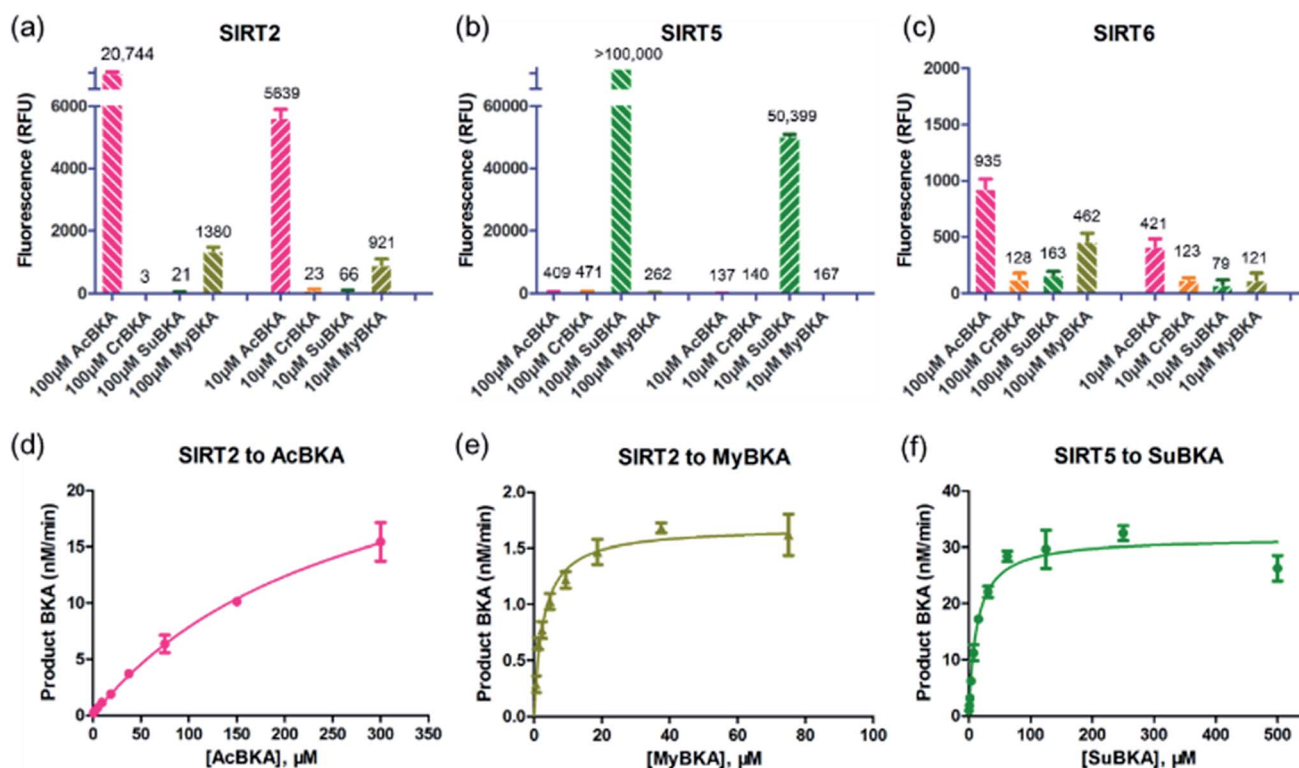 (a)
SIRT2
Fluorescence (RFU)
6000
4000
2000
0
20,744
3
21
1380
5639
23
66
921
100μM AcBKA
100μM CrBKA
100μM SuBKA
100μM MyBKA
10μM AcBKA
10μM CrBKA
10μM SuBKA
10μM MyBKA
(b)
SIRT5
Fluorescence (RFU)
60000
40000
20000
0
>100,000
409
471
262
137
140
50,399
167
100μM AcBKA
100μM CrBKA
100μM SuBKA
100μM MyBKA
10μM AcBKA
10μM CrBKA
10μM SuBKA
10μM MyBKA
(c)
SIRT6
Fluorescence (RFU)
2000
1500
1000
500
0
935
128
163
462
421
123
79
121
100μM AcBKA
100μM CrBKA
100μM SuBKA
100μM MyBKA
10μM AcBKA
10μM CrBKA
10μM SuBKA
10μM MyBKA
(d)
SIRT2 to AcBKA
Product BKA (nM/min)
20
15
10
5
0
0 50 100 150 200 250 300 350
[AcBKA], μM
(e)
SIRT2 to MyBKA
Product BKA (nM/min)
2.0
1.5
1.0
0.5
0.0
0 20 40 60 80 100
[MyBKA], μM
(f)
SIRT5 to SuBKA
Product BKA (nM/min)
40
30
20
10
0
0 100 200 300 400 500
[SuBKA], μM